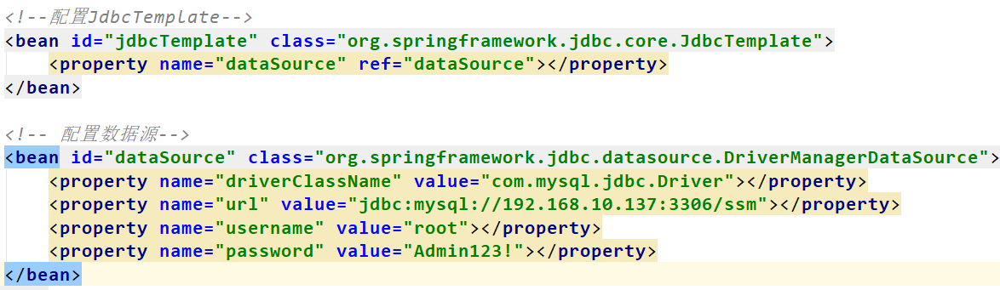 <!--配置JdbcTemplate-->
<bean id="jdbcTemplate" class="org.springframework.jdbc.core.JdbcTemplate">
<property name="dataSource" ref="dataSource"></property>
</bean>
<!-- 配置数据源-->
<bean id="dataSource" class="org.springframework.jdbc.datasource.DriverManagerDataSource">
<property name="driverClassName" value="com.mysql.jdbc.Driver"></property>
<property name="url" value="jdbc:mysql://192.168.10.137:3306/ssm"></property>
<property name="username" value="root"></property>
<property name="password" value="Admin123!"></property>
</bean>